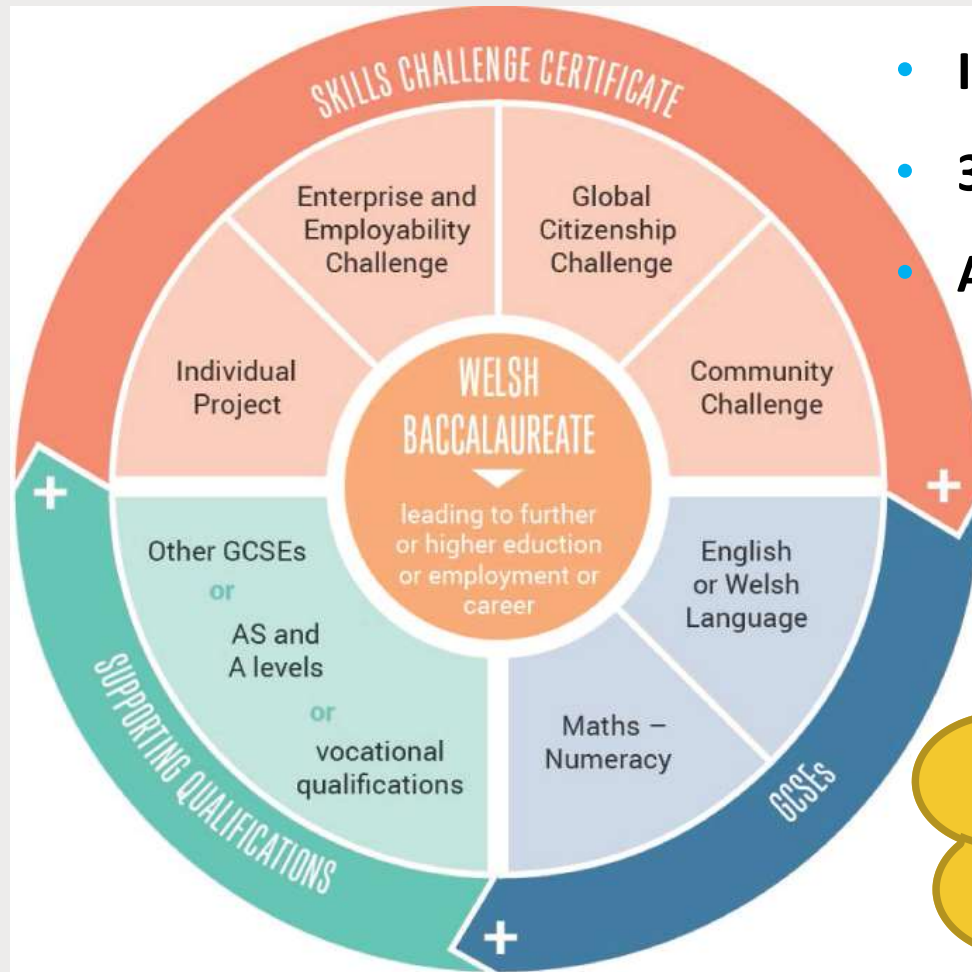 SKILLS CHALLENGE CERTIFICATE
Enterprise and
Employability
Challenge
Global
Citizenship
Challenge
Individual
Project
Community
Challenge
WELSH
BACCALAUREATE
leading to further
or higher eduction
or employment or
career
Other GCSEs
or
AS and
A levels
or
vocational
qualifications
English
or Welsh
Language
Maths –
Numeracy
SUPPORTING QUALIFICATIONS
GCSEs
+
+
+
• I
• 3
• A